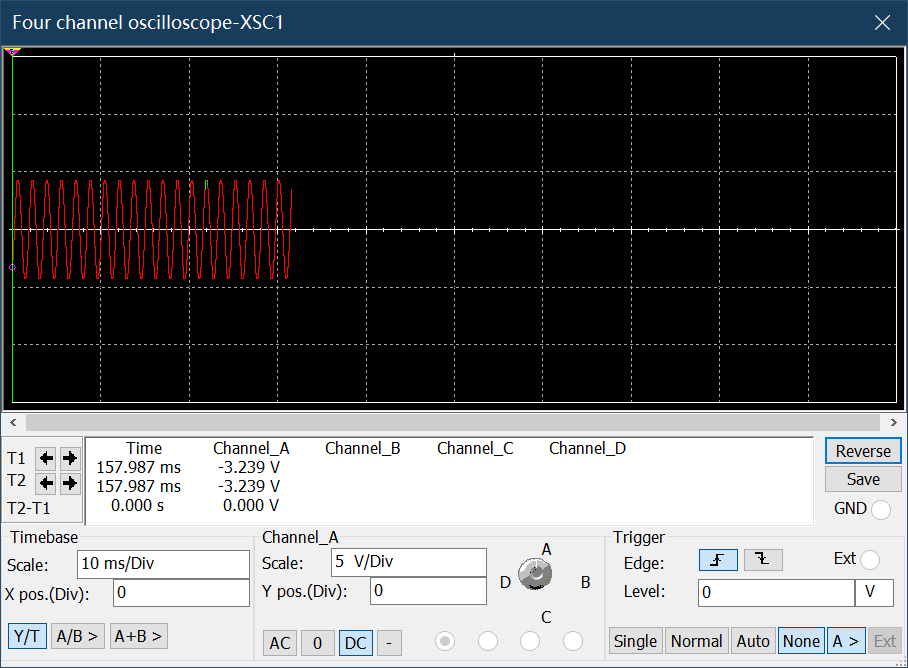 Four channel oscilloscope-XSC1
T1
T2
T2-T1
Time Channel_A Channel_B Channel_C Channel_D
157.987 ms -3.239 V
157.987 ms -3.239 V
0.000 s 0.000 V
Reverse
Save
GND
Timebase
Scale: 10 ms/Div
X pos.(Div): 0
Y/T A/B > A+B >
Channel_A
Scale: 5 V/Div
Y pos.(Div): 0
AC 0 DC -
A
B
C
D
Trigger
Edge:
Ext
Level: 0 V
Single Normal Auto None A > Ext